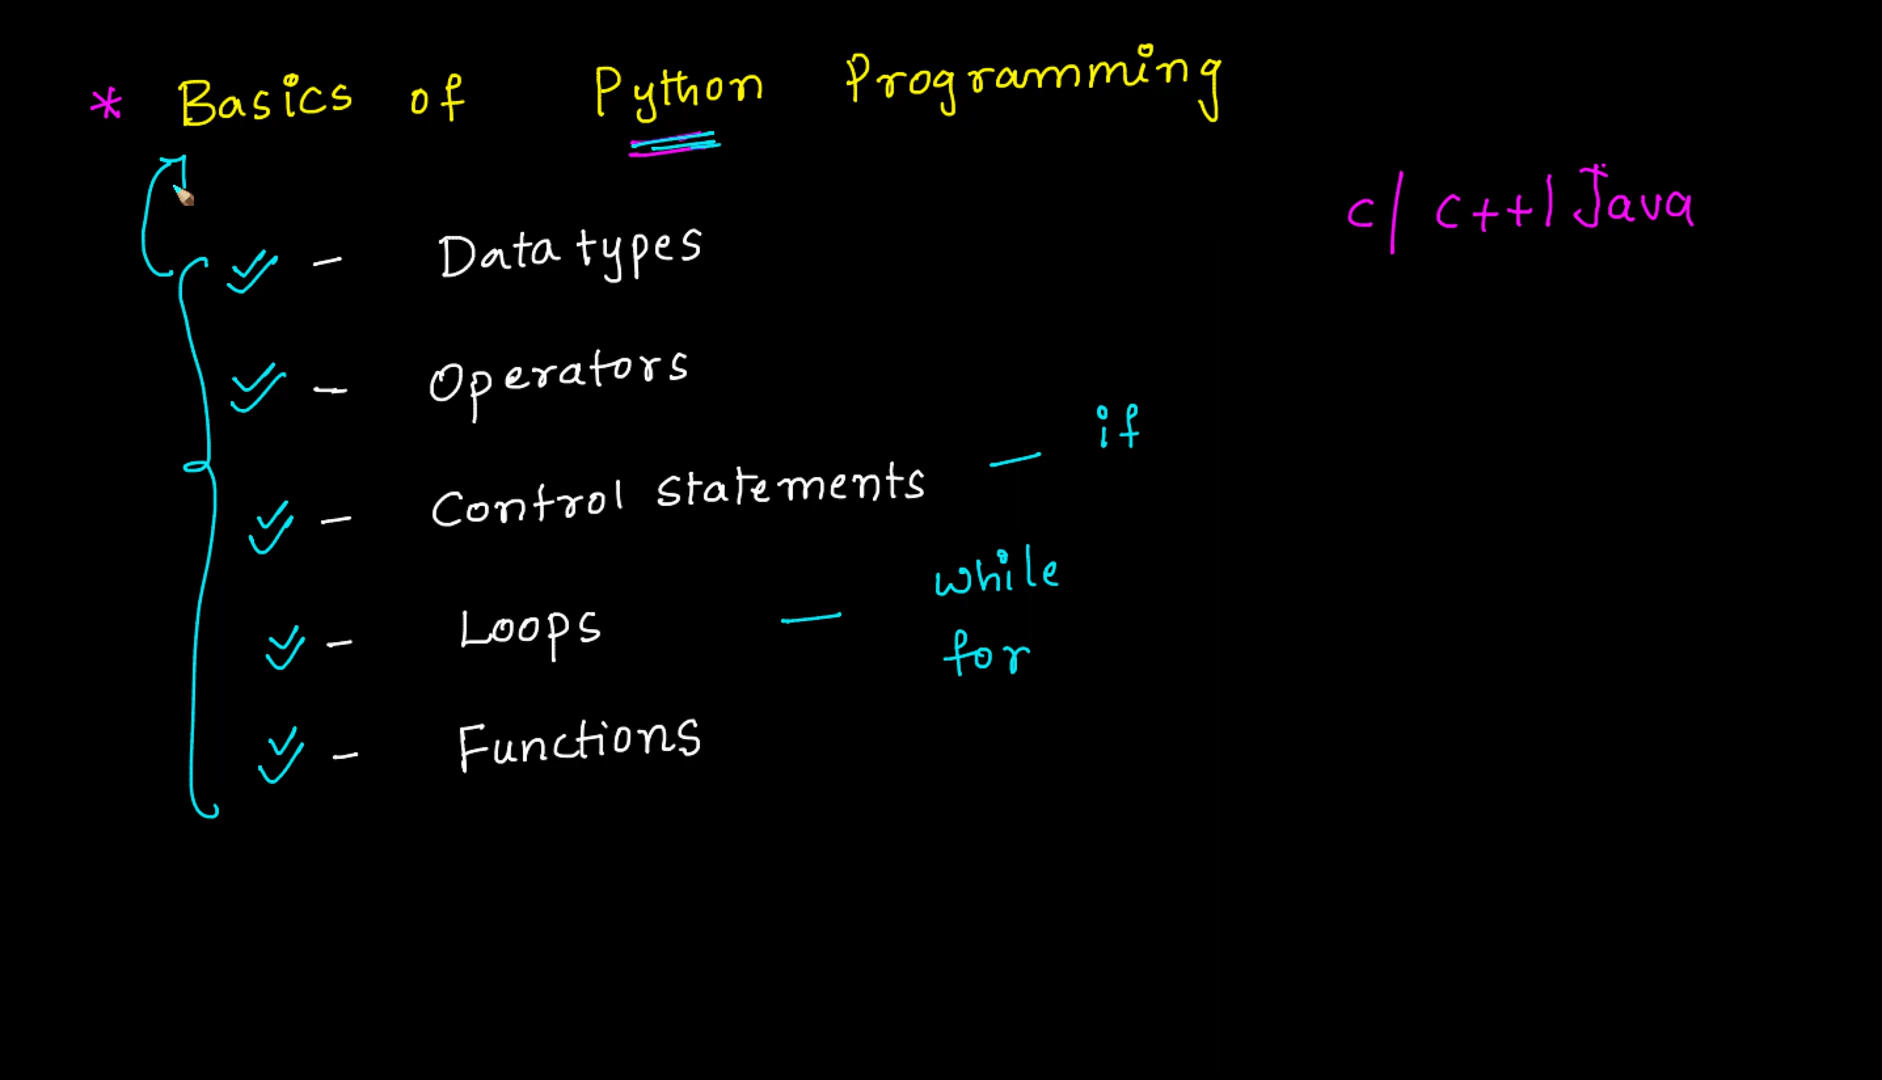 * Basics of Python Programming
c/ c++/ Java
- Data types
- Operators
- Control statements - if
- Loops - while
for
- Functions